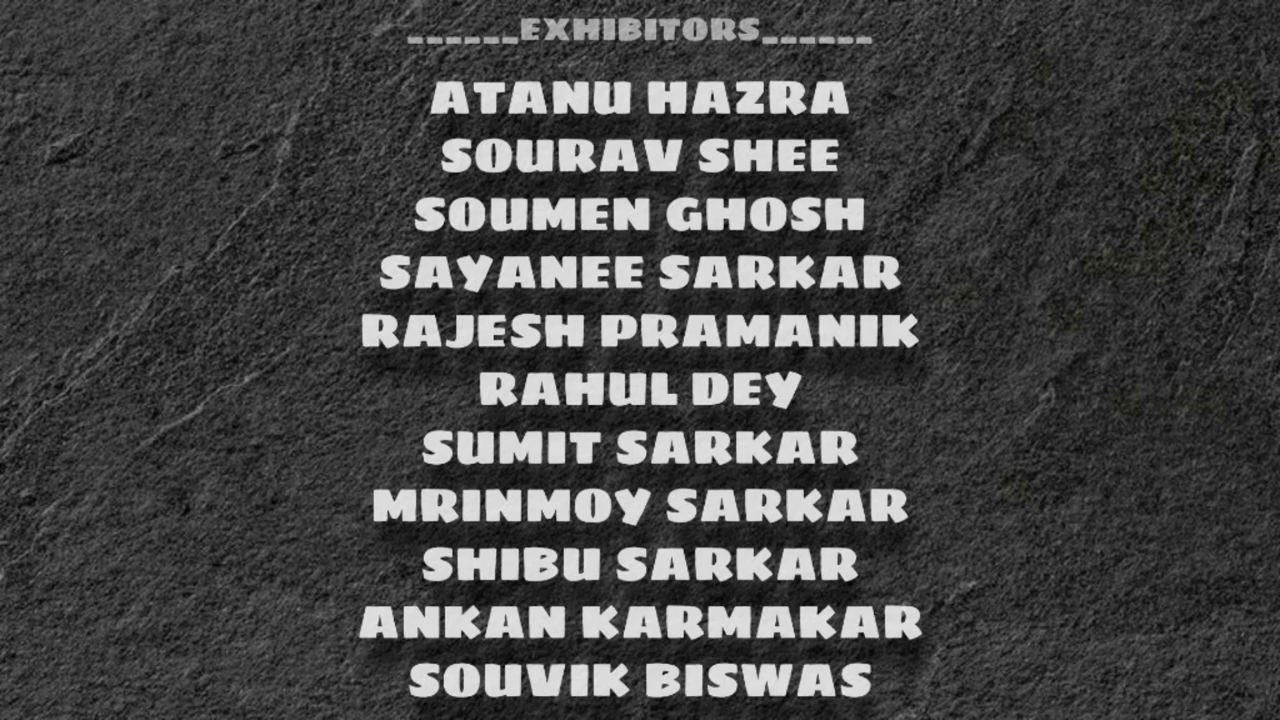 ______EXHIBITORS______
ATANU HAZRA
SOURAV SHEE
SOUMEN GHOSH
SAYANEE SARKAR
RAJESH PRAMANIK
RAHUL DEY
SUMIT SARKAR
MRINMOY SARKAR
SHIBU SARKAR
ANKAN KARMAKAR
SOUVIK BISWAS